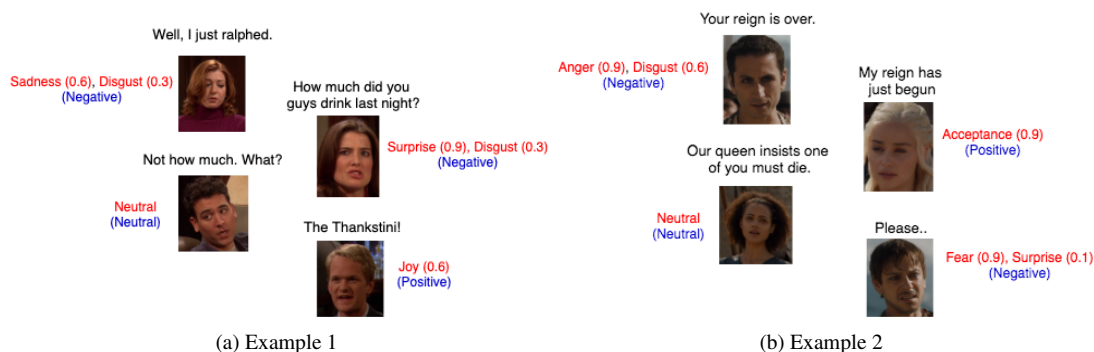 Well, I just ralphed.
Sadness (0.6), Disgust (0.3)
(Negative)
How much did you
guys drink last night?
Surprise (0.9), Disgust (0.3)
(Negative)
Not how much. What?
Neutral
(Neutral)
The Thankstini!
Joy (0.6)
(Positive)
(a) Example 1
Your reign is over.
Anger (0.9), Disgust (0.6)
(Negative)
My reign has
just begun
Acceptance (0.9)
(Positive)
Our queen insists one
of you must die.
Neutral
(Neutral)
Please..
Fear (0.9), Surprise (0.1)
(Negative)
(b) Example 2